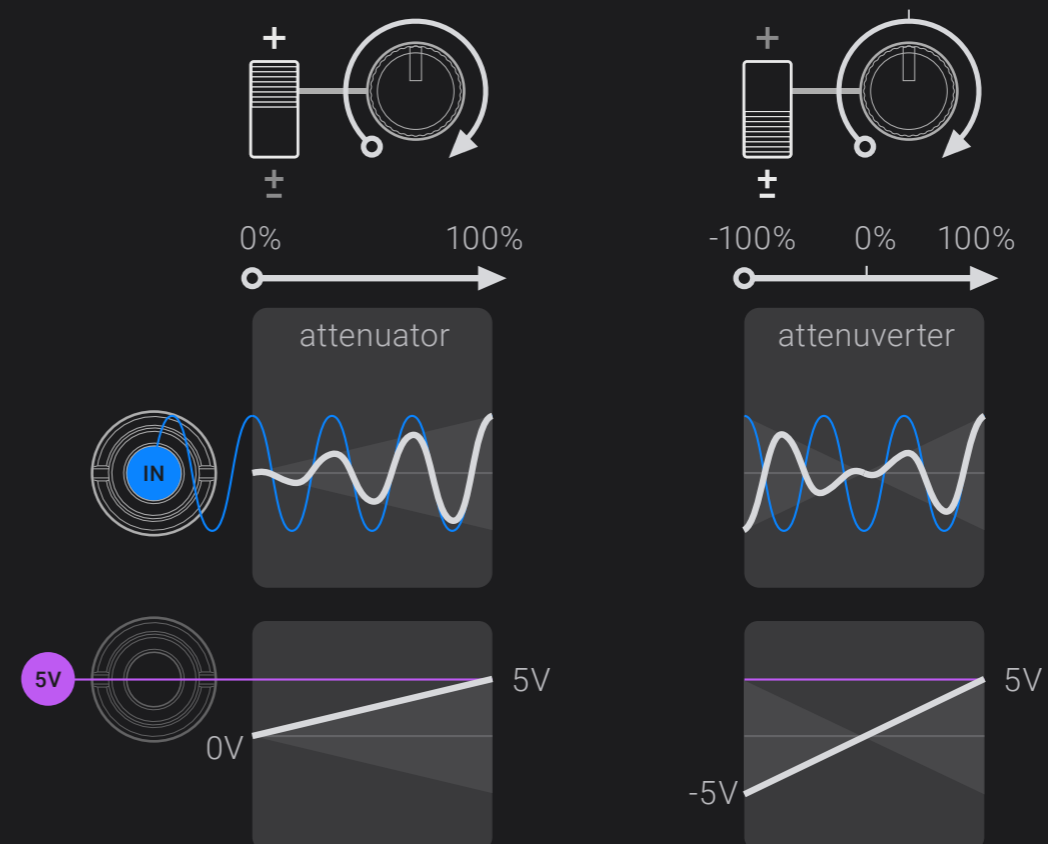 + +
± ±
0% 100% -100% 0% 100%
attenuator attenuverter
IN
5V 5V 5V
0V
-5V